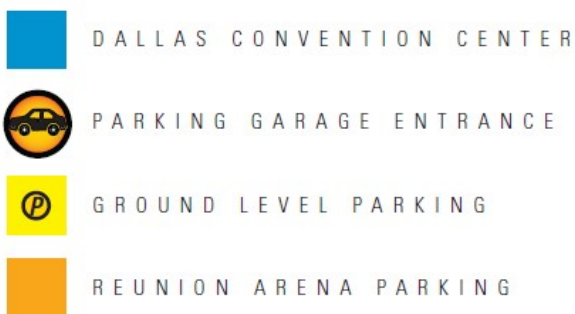 DALLAS CONVENTION CENTER
PARKING GARAGE ENTRANCE
P GROUND LEVEL PARKING
REUNION ARENA PARKING